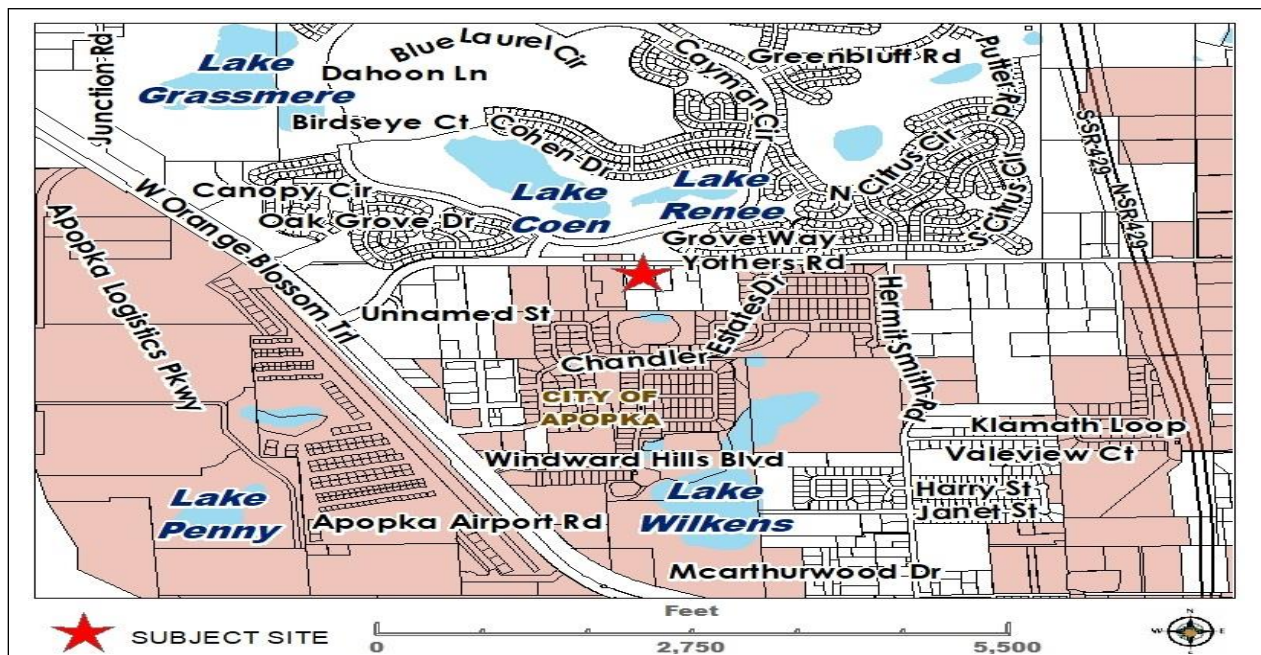 Junction Rd
Lake
Grassmere
Blue Laurel Cir
Dahoon Ln
Birdseye Ct
Cohen Dr
Cayman Cir
Greenbluff Rd
Putter Rd
S SR 429
N SR 429
Canopy Cir
Oak Grove Dr
Lake
Coen
Lake
Renee
N Citrus Cir
S Citrus Cir
Grove Way
Yothers Rd
W Orange Blossom Trl
Apopka Logistics Pkwy
Unnamed St
Chandler Estates Dr
Hermit Smith Rd
CITY OF
APOPKA
Klamath Loop
Valeview Ct
Windward Hills Blvd
Harry St
Janet St
Lake
Penny
Apopka Airport Rd
Lake
Wilkens
Mcarthurwood Dr
SUBJECT SITE
Feet
0 2,750 5,500
N
W E
S